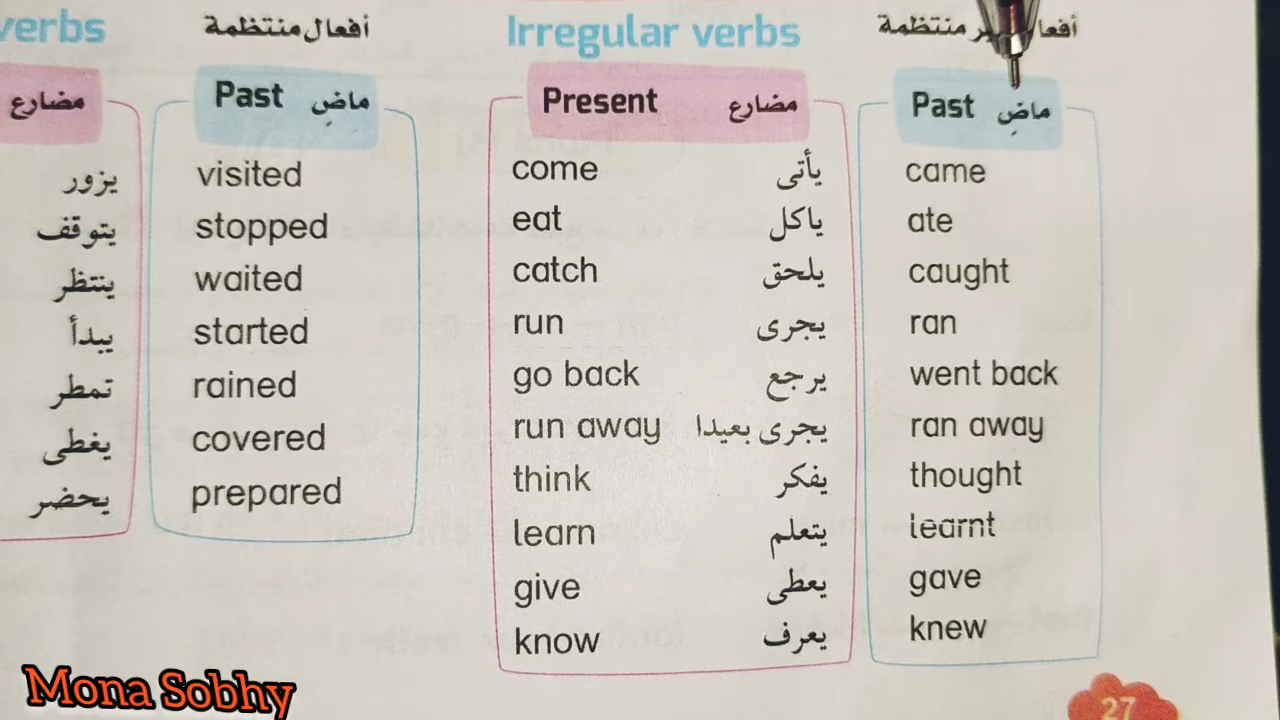 verbs أفعال منتظمة
مضارع Past ماضٍ
يزور visited
يتوقف stopped
ينتظر waited
يبدأ started
تمطر rained
يغطى covered
يحضر prepared
Irregular verbs منتظمة
Present مضارع Past ماضٍ
come يأتى came
eat ياكل ate
catch يلحق caught
run يجرى ran
go back يرجع went back
run away يجرى بعيدا ran away
think يفكر thought
learn يتعلم learnt
give يعطى gave
know يعرف knew
Mona Sobhy
27